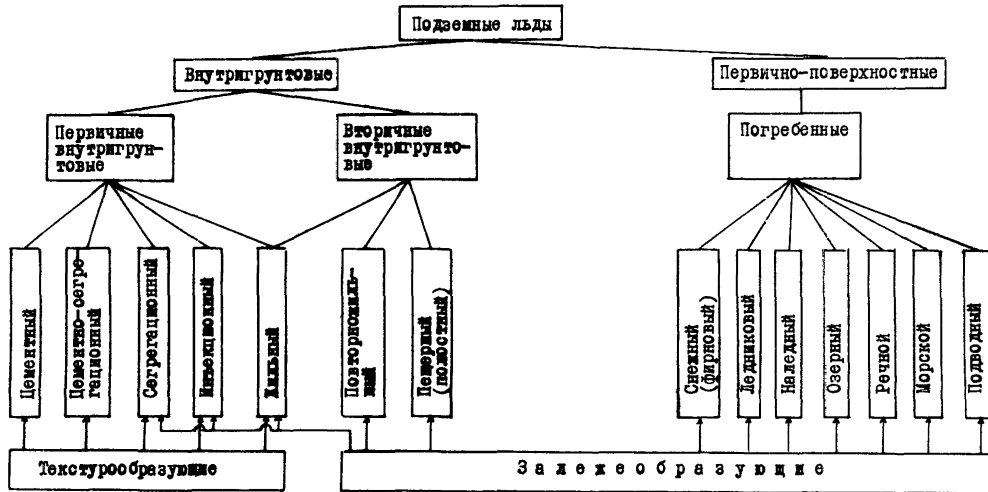 Подземные льды
Внутригрунтовые
Первично-поверхностные
Первичные
внутригрун-
товые
Вторичные
внутригрунто-
вые
Погребенные
Цементный
Цементно-сегре
гационный
Сегрегационный
Инъекционный
Жильный
Повторножиль-
ный
Пещерный
(полостный)
Снежный
(фирновый)
Ледниковый
Наледный
Озерный
Речной
Морской
Подводный
Текстурообразующие
Залежеобразующие